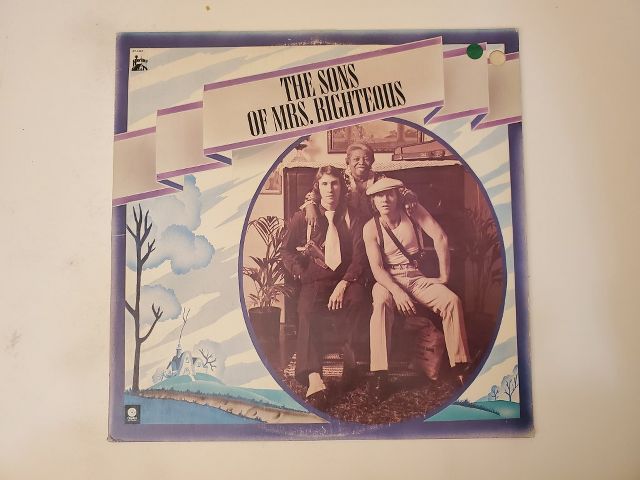 THE SONS
OF MRS. RIGHTEOUS